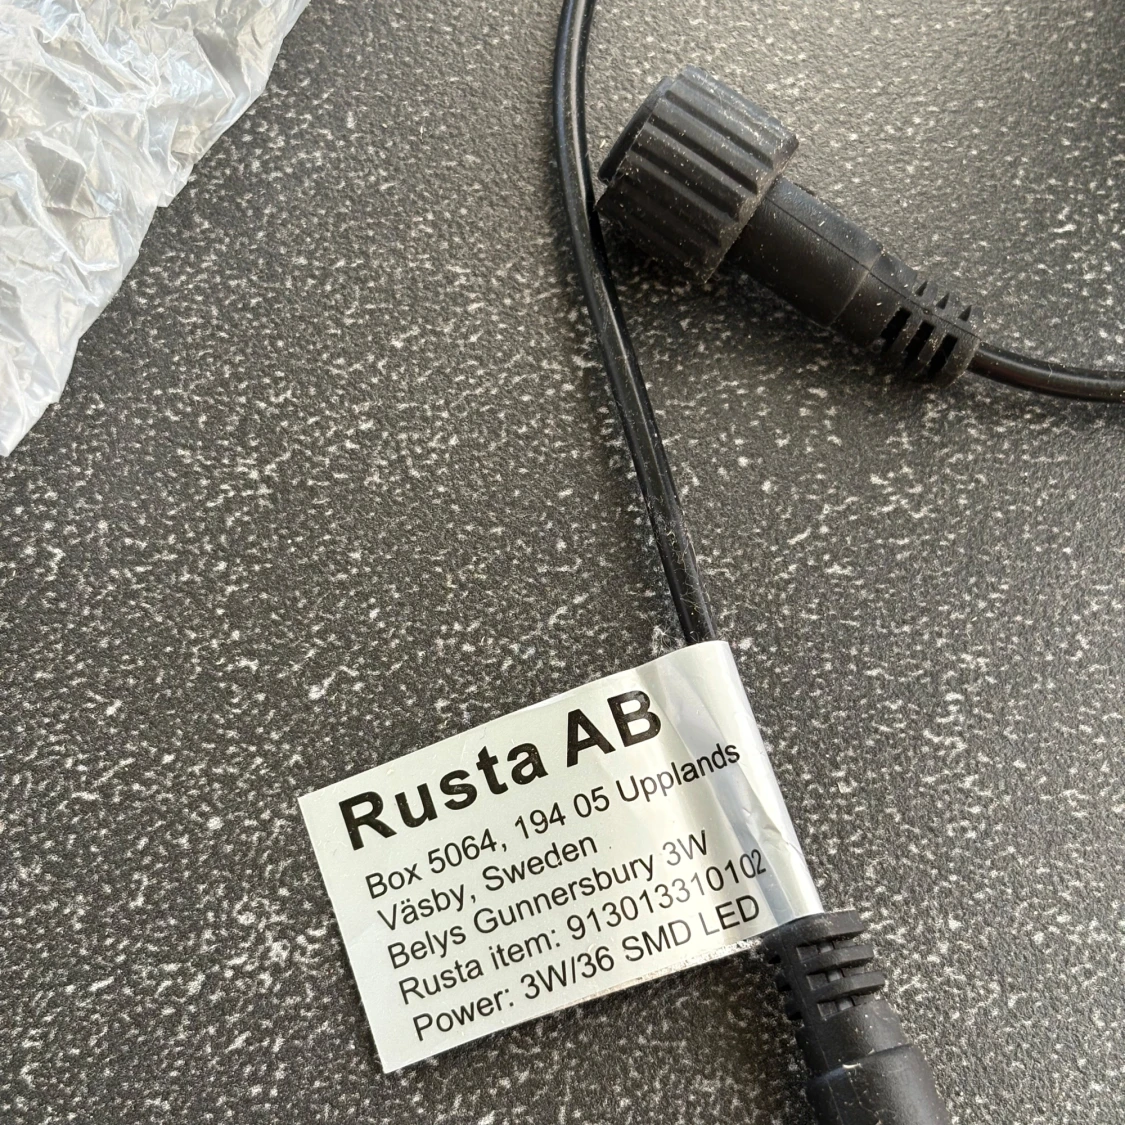 Rusta AB
Box 5064, 194 05 Upplands
Väsby, Sweden
Belys Gunnersbury 3W
Rusta item: 913013310102
Power: 3W/36 SMD LED